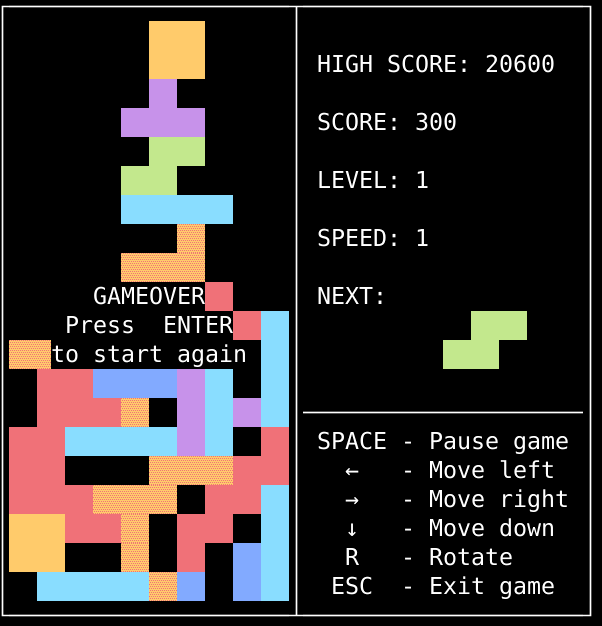 GAMEOVER
Press  ENTER
to start again
HIGH SCORE: 20600
SCORE: 300
LEVEL: 1
SPEED: 1
NEXT:
SPACE - Pause game
← - Move left
→ - Move right
↓ - Move down
R - Rotate
ESC - Exit game